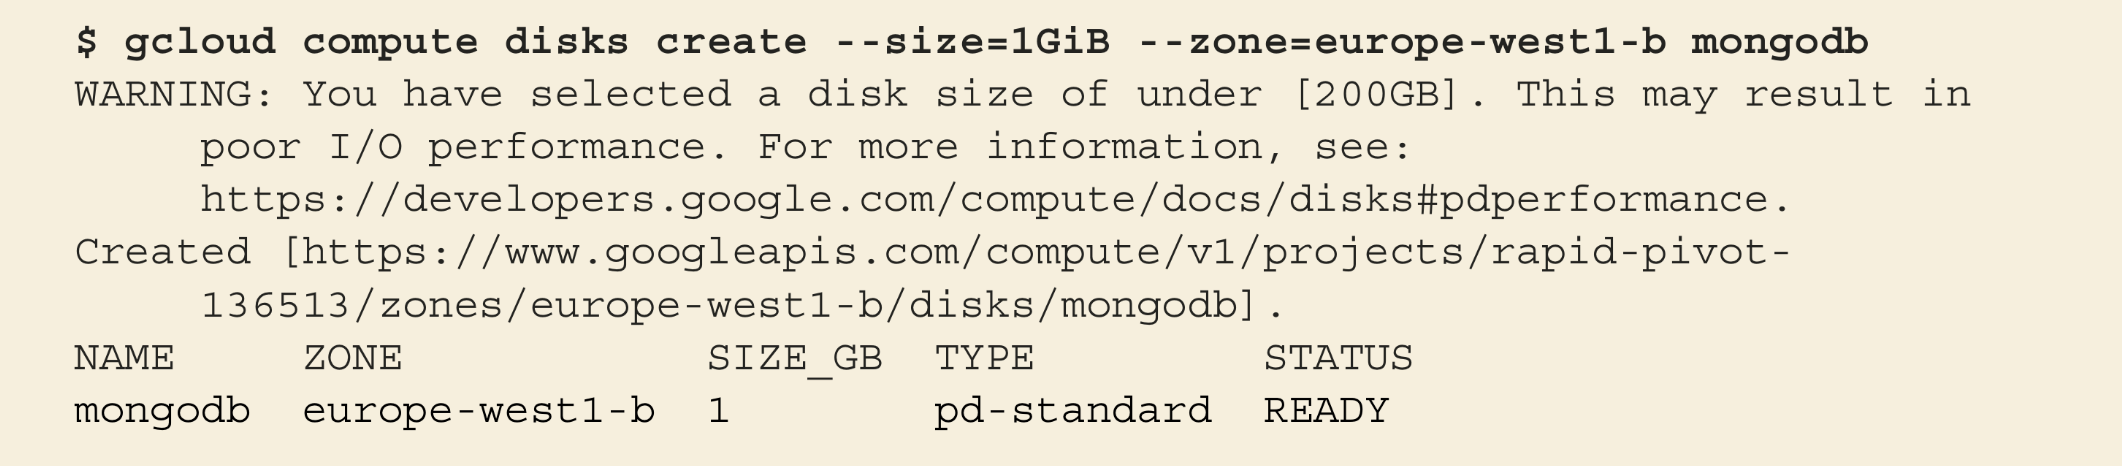 $ gcloud compute disks create --size=1GiB --zone=europe-west1-b mongodb
WARNING: You have selected a disk size of under [200GB]. This may result in
poor I/O performance. For more information, see:
https://developers.google.com/compute/docs/disks#pdperformance.
Created [https://www.googleapis.com/compute/v1/projects/rapid-pivot-
136513/zones/europe-west1-b/disks/mongodb].
NAME ZONE SIZE_GB TYPE STATUS
mongodb europe-west1-b 1 pd-standard READY